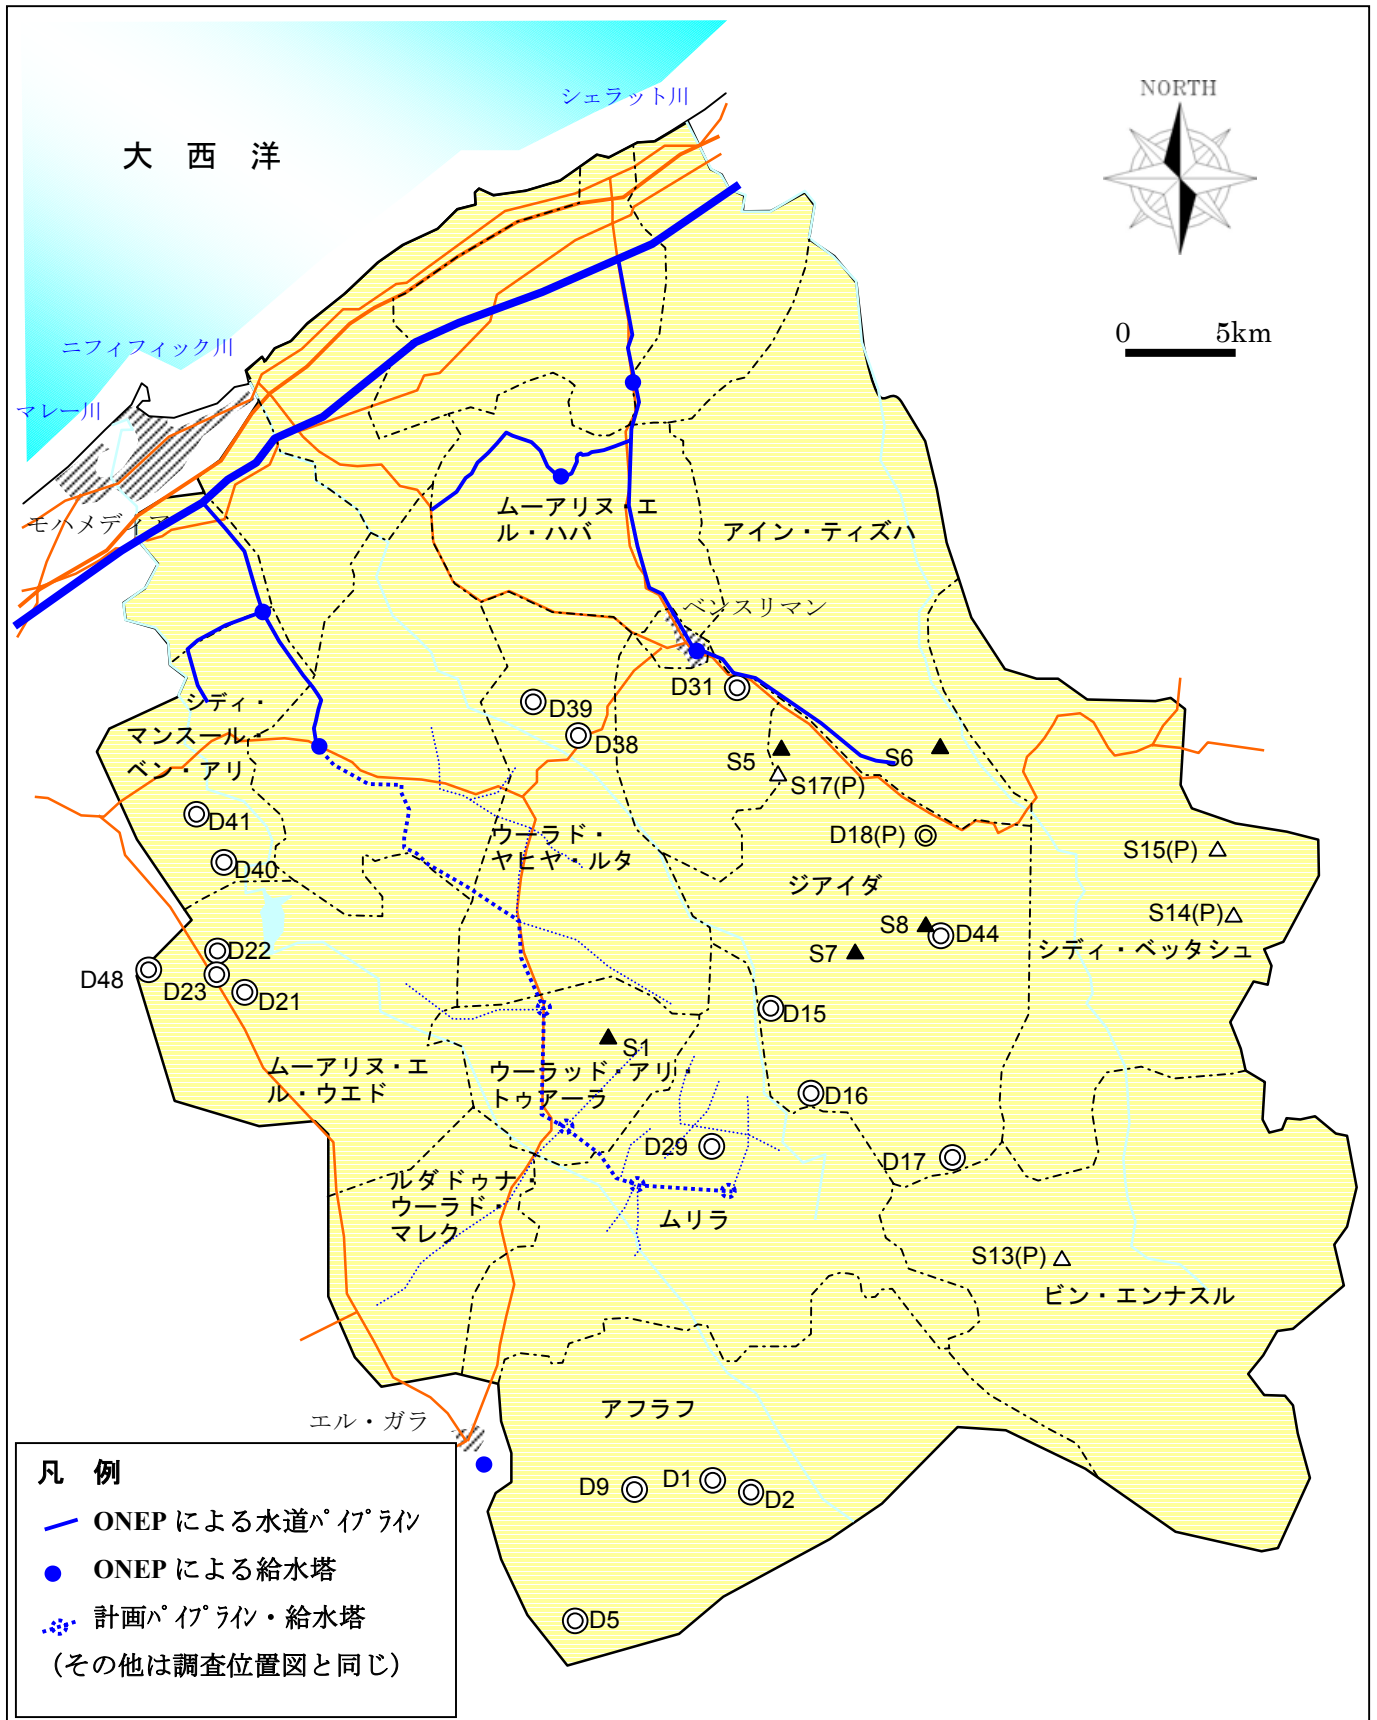 NORTH
シェラット川
大 西 洋
0 5km
ニフィフィック川
マレー川
モハメディア
ムーアリヌ・エ
ル・ハバ
アイン・ティズハ
ベンスリマン
D31
D39
D38
シディ・
マンスール・
ベン・アリ
S5
S17(P)
S6
D41
D40
ウーラド・
ヤヒヤ・ルタ
D18(P)
S15(P)
ジアイダ
S14(P)
S8
D44
シディ・ベッタシュ
S7
D22
D48
D23
D21
D15
S1
ムーアリヌ・エ
ル・ウエド
ウーラッド・アリ・
トゥアーラ
D16
D29
D17
ルダドゥナ・
ウーラド・
マレク
ムリラ
S13(P)
ビン・エンナスル
アフラフ
エル・ガラ
D9
D1
D2
D5
凡 例
ONEP による水道ﾊﾟｲﾌﾟﾗｲﾝ
ONEP による給水塔
計画ﾊﾟｲﾌﾟﾗｲﾝ・給水塔
（その他は調査位置図と同じ）